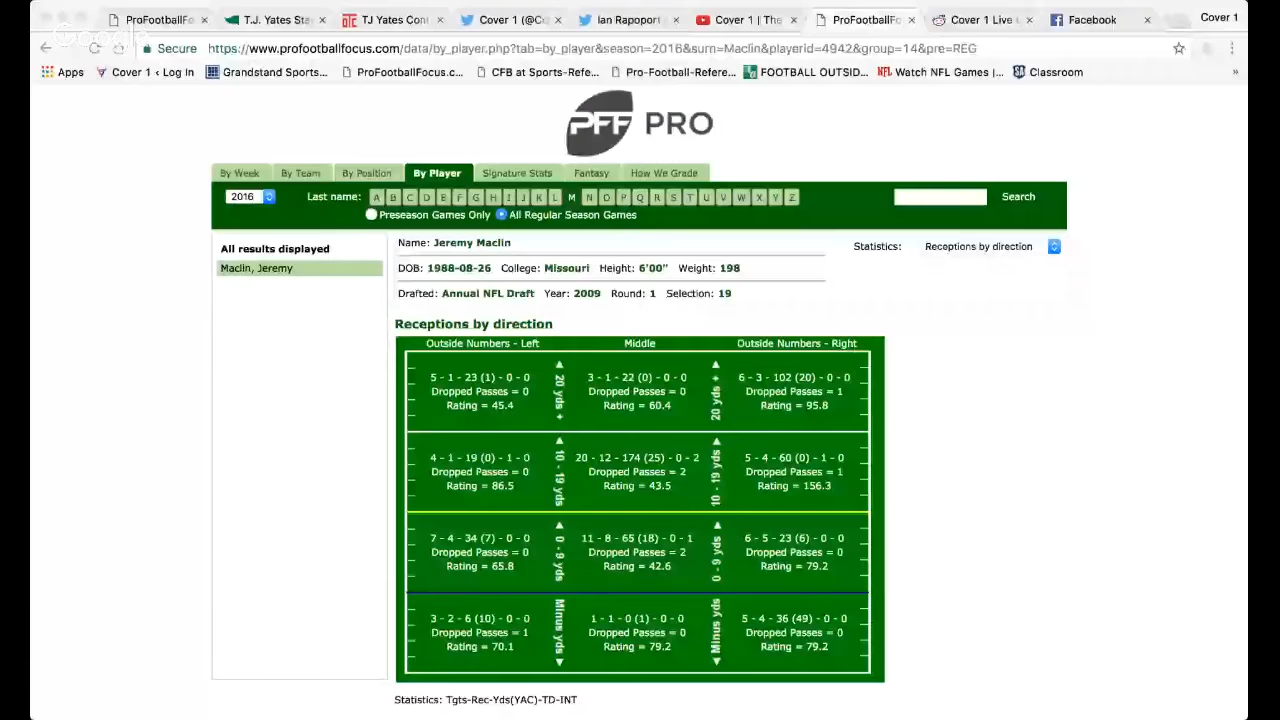 ProFootballFo
T.J. Yates Stay
TJ Yates Cont
Cover 1 (@Co
Ian Rapoport
Cover 1 | The
ProFootballFo
Cover 1 Live
Facebook
Cover 1
Google
Secure https://www.profootballfocus.com/data/by_player.php?tab=by_player&season=2016&surn=Maclin&playerid=4942&group=14&pre=REG
Apps Cover 1 ‹ Log In Grandstand Sports... ProFootballFocus.c... CFB at Sports-Refe... Pro-Football-Refere... FOOTBALL OUTSID... Watch NFL Games |... Classroom »
PFF PRO
By Week By Team By Position By Player Signature Stats Fantasy How We Grade
2016 Last name: A B C D E F G H I J K L M N O P Q R S T U V W X Y Z Search
Preseason Games Only All Regular Season Games
All results displayed
Maclin, Jeremy
Name: Jeremy Maclin
Statistics: Receptions by direction
DOB: 1988-08-26 College: Missouri Height: 6'00" Weight: 198
Drafted: Annual NFL Draft Year: 2009 Round: 1 Selection: 19
Receptions by direction
Outside Numbers - Left Middle Outside Numbers - Right
5 - 1 - 23 (1) - 0 - 0 3 - 1 - 22 (0) - 0 - 0 6 - 3 - 102 (20) - 0 - 0
Dropped Passes = 0 20 yds + Dropped Passes = 0 20 yds + Dropped Passes = 1
Rating = 45.4 Rating = 60.4 Rating = 95.8
4 - 1 - 19 (0) - 1 - 0 20 - 12 - 174 (25) - 0 - 2 5 - 4 - 60 (0) - 1 - 0
Dropped Passes = 0 10 - 19 yds Dropped Passes = 2 10 - 19 yds Dropped Passes = 1
Rating = 86.5 Rating = 43.5 Rating = 156.3
7 - 4 - 34 (7) - 0 - 0 11 - 8 - 65 (18) - 0 - 1 6 - 5 - 23 (6) - 0 - 0
Dropped Passes = 0 0 - 9 yds Dropped Passes = 2 0 - 9 yds Dropped Passes = 0
Rating = 65.8 Rating = 42.6 Rating = 79.2
3 - 2 - 6 (10) - 0 - 0 1 - 1 - 0 (1) - 0 - 0 5 - 4 - 36 (49) - 0 - 0
Dropped Passes = 1 Minus yds Dropped Passes = 0 Minus yds Dropped Passes = 0
Rating = 70.1 Rating = 79.2 Rating = 79.2
Statistics: Tgts-Rec-Yds(YAC)-TD-INT